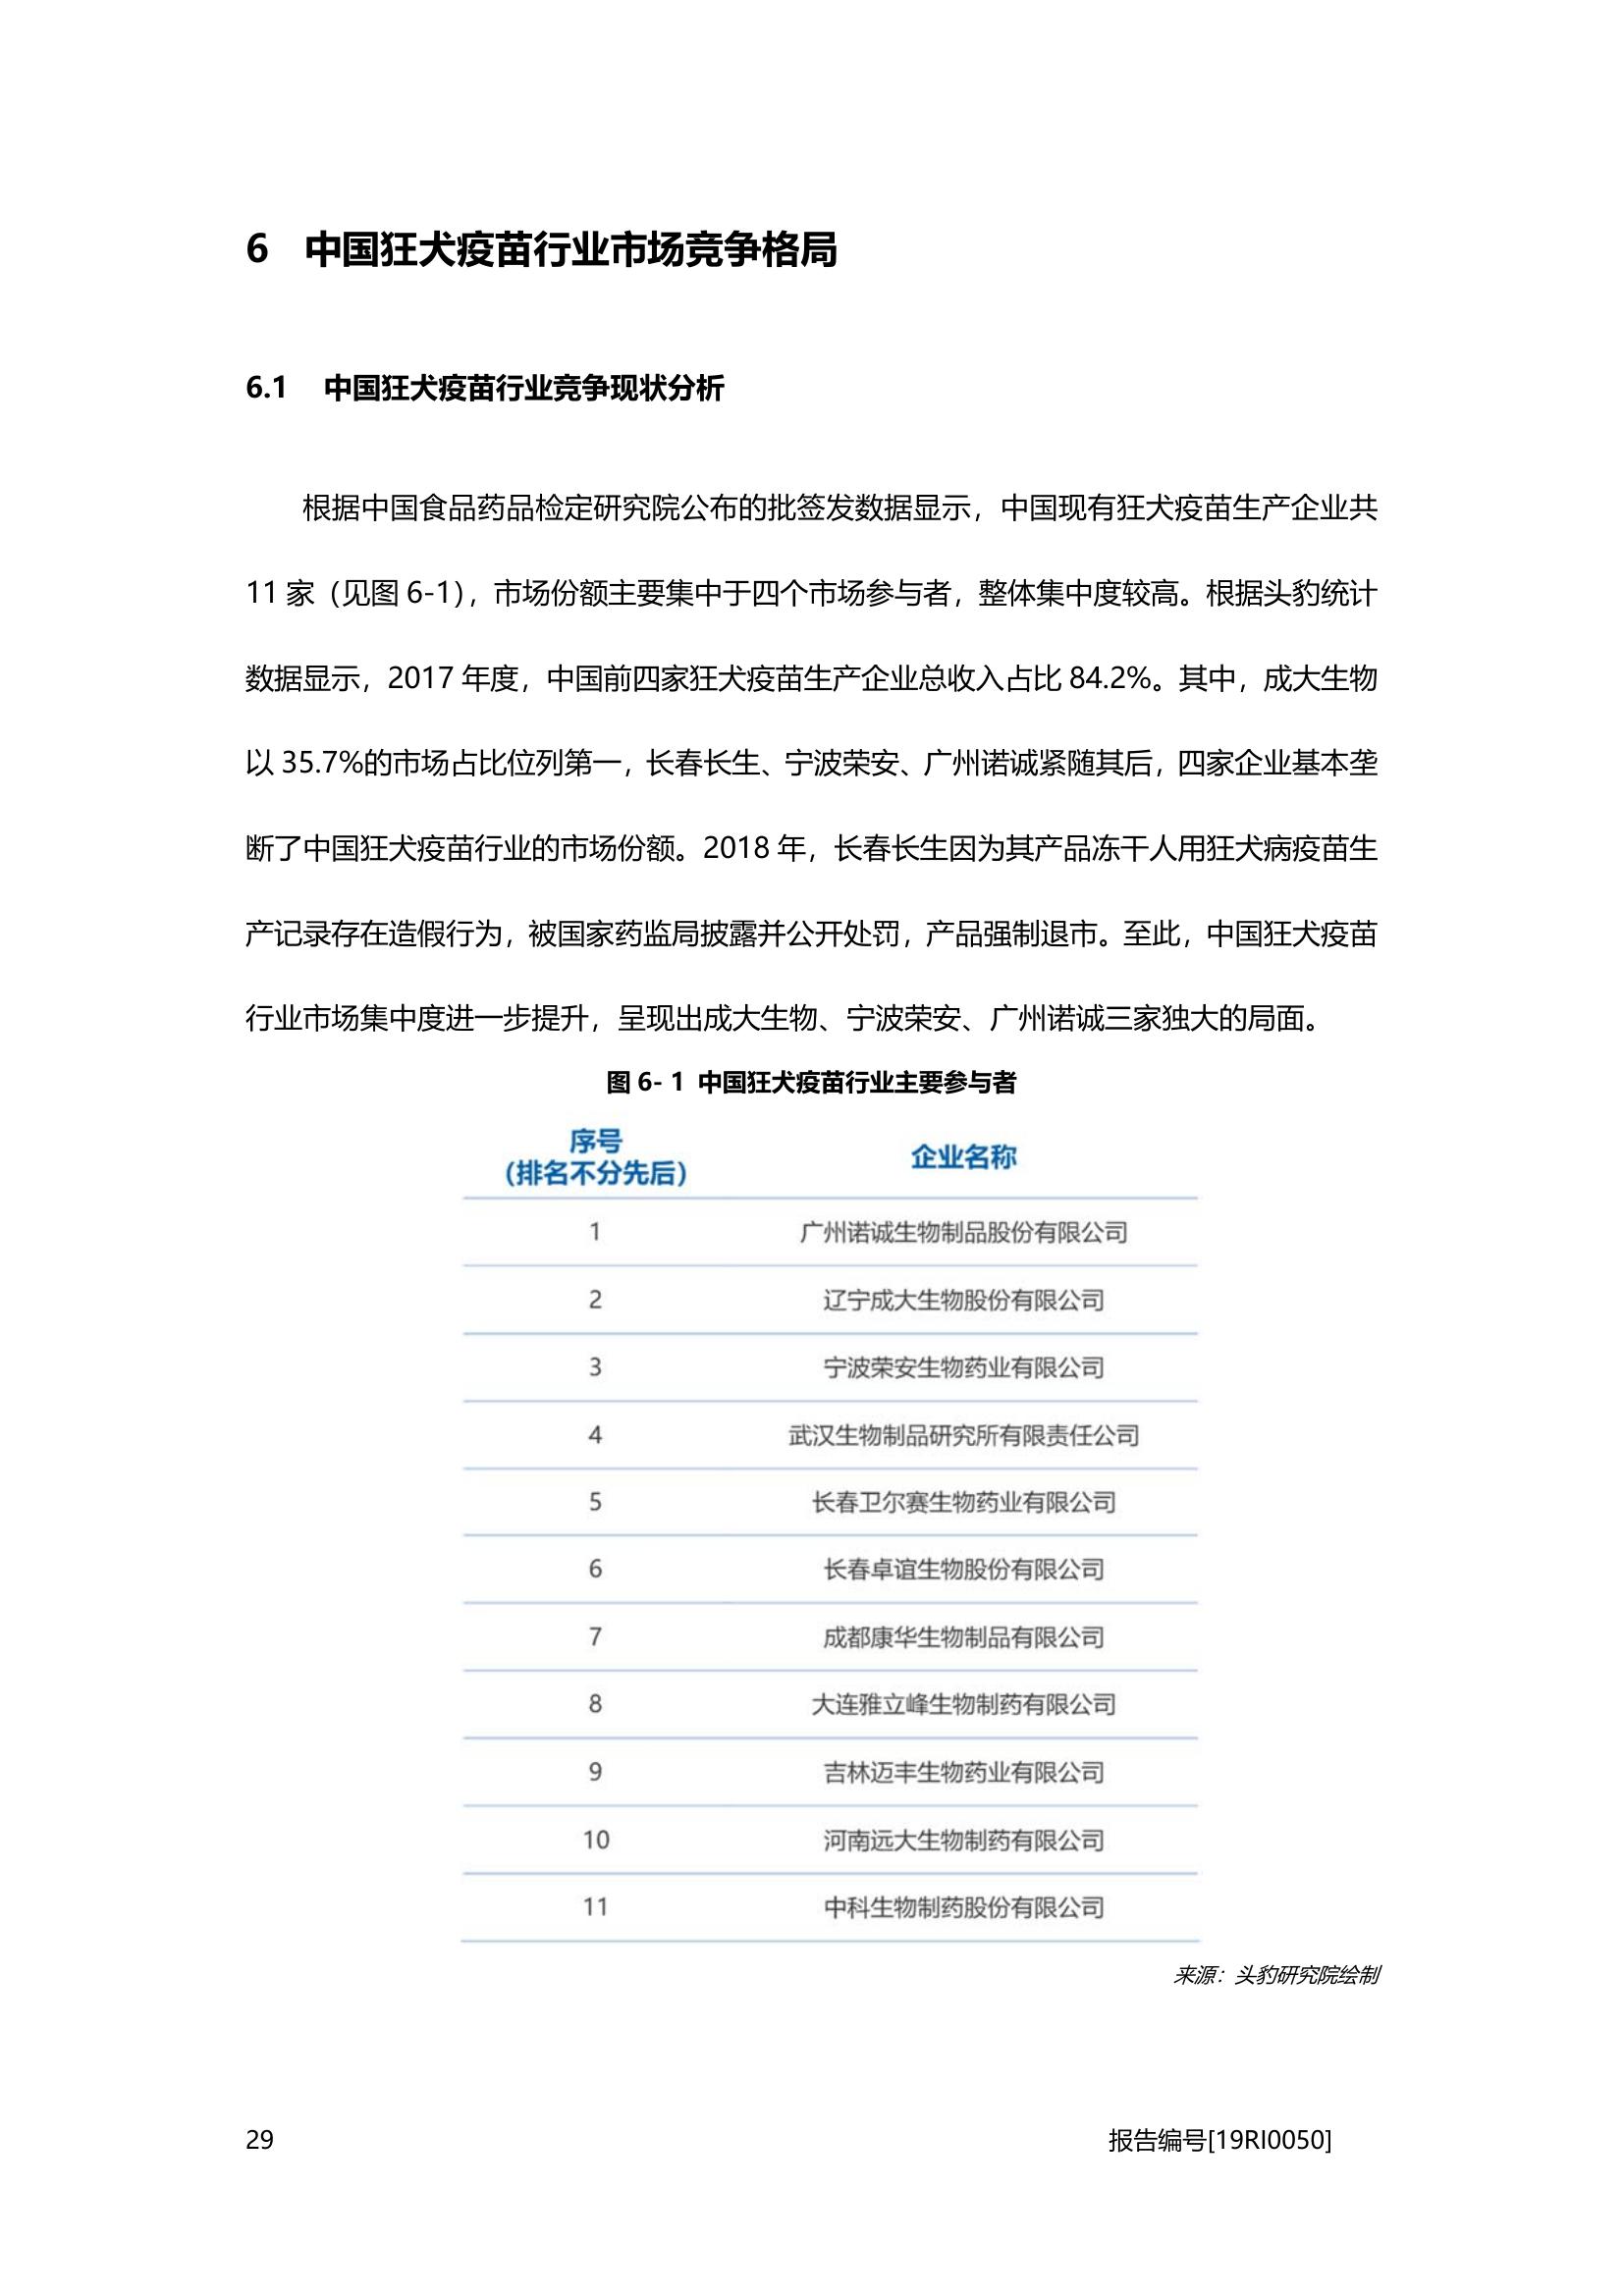 6 中国狂犬疫苗行业市场竞争格局
6.1 中国狂犬疫苗行业竞争现状分析
根据中国食品药品检定研究院公布的批签发数据显示，中国现有狂犬疫苗生产企业共
11 家（见图 6-1），市场份额主要集中于四个市场参与者，整体集中度较高。根据头豹统计
数据显示，2017 年度，中国前四家狂犬疫苗生产企业总收入占比 84.2%。其中，成大生物
以 35.7%的市场占比位列第一，长春长生、宁波荣安、广州诺诚紧随其后，四家企业基本垄
断了中国狂犬疫苗行业的市场份额。2018 年，长春长生因为其产品冻干人用狂犬病疫苗生
产记录存在造假行为，被国家药监局披露并公开处罚，产品强制退市。至此，中国狂犬疫苗
行业市场集中度进一步提升，呈现出成大生物、宁波荣安、广州诺诚三家独大的局面。
图 6- 1 中国狂犬疫苗行业主要参与者
序号
（排名不分先后） 企业名称
1 广州诺诚生物制品股份有限公司
2 辽宁成大生物股份有限公司
3 宁波荣安生物药业有限公司
4 武汉生物制品研究所有限责任公司
5 长春卫尔赛生物药业有限公司
6 长春卓谊生物股份有限公司
7 成都康华生物制品有限公司
8 大连雅立峰生物制药有限公司
9 吉林迈丰生物药业有限公司
10 河南远大生物制药有限公司
11 中科生物制药股份有限公司
来源：头豹研究院绘制
29 报告编号[19RI0050]